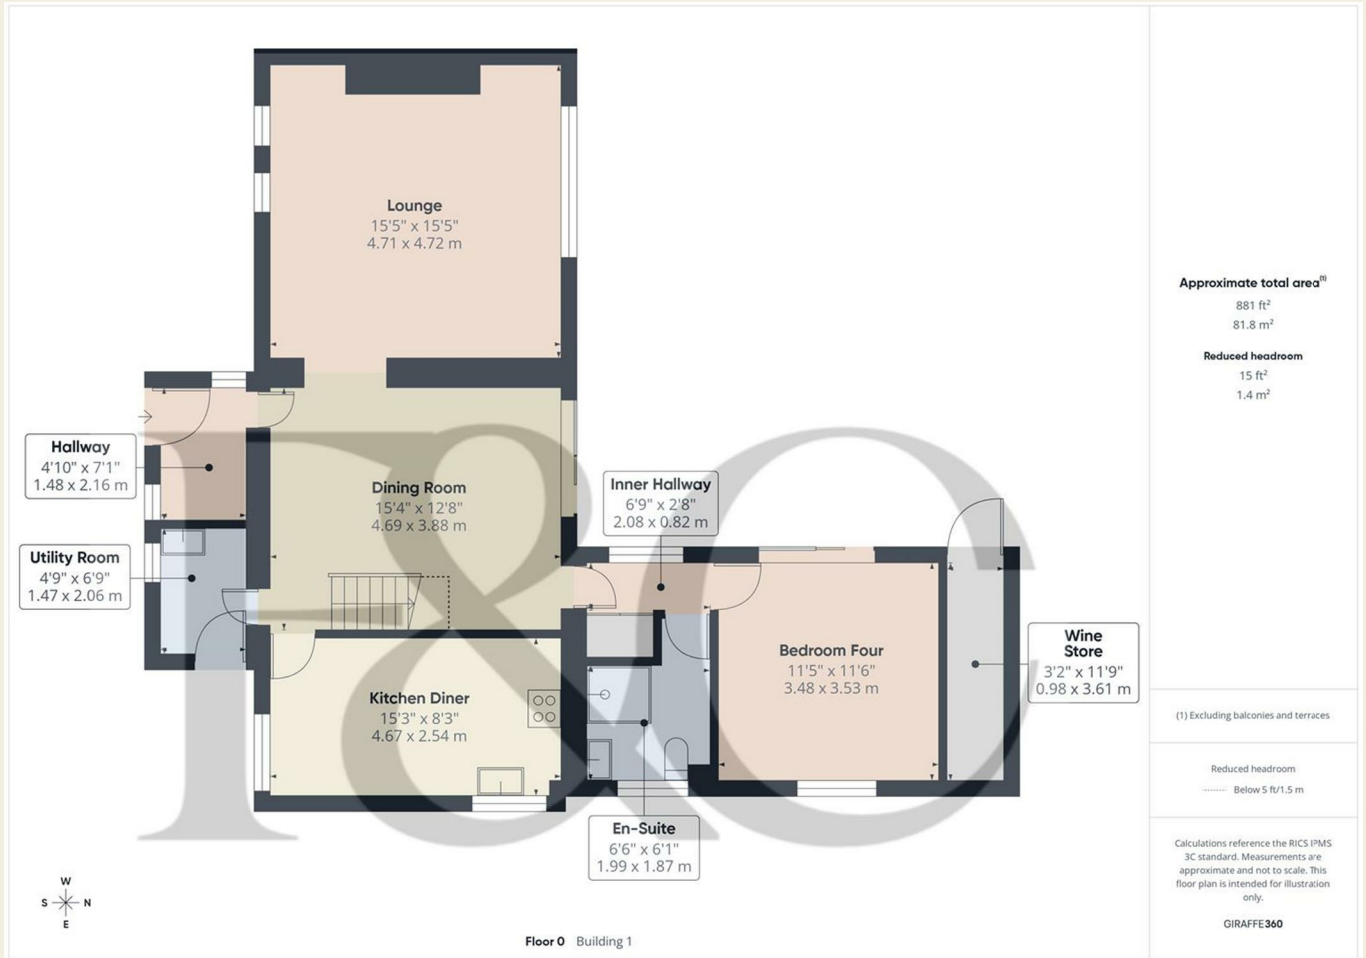 Lounge
15'5" x 15'5"
4.71 x 4.72 m
Hallway
4'10" x 7'1"
1.48 x 2.16 m
Dining Room
15'4" x 12'8"
4.69 x 3.88 m
Inner Hallway
6'9" x 2'8"
2.08 x 0.82 m
Utility Room
4'9" x 6'9"
1.47 x 2.06 m
Kitchen Diner
15'3" x 8'3"
4.67 x 2.54 m
Bedroom Four
11'5" x 11'6"
3.48 x 3.53 m
Wine
Store
3'2" x 11'9"
0.98 x 3.61 m
En-Suite
6'6" x 6'1"
1.99 x 1.87 m
F&C
W
S N
E
Floor 0 Building 1
Approximate total area(1)
881 ft²
81.8 m²
Reduced headroom
15 ft²
1.4 m²
(1) Excluding balconies and terraces
Reduced headroom
Below 5 ft/1.5 m
Calculations reference the RICS IPMS
3C standard. Measurements are
approximate and not to scale. This
floor plan is intended for illustration
only.
GIRAFFE360